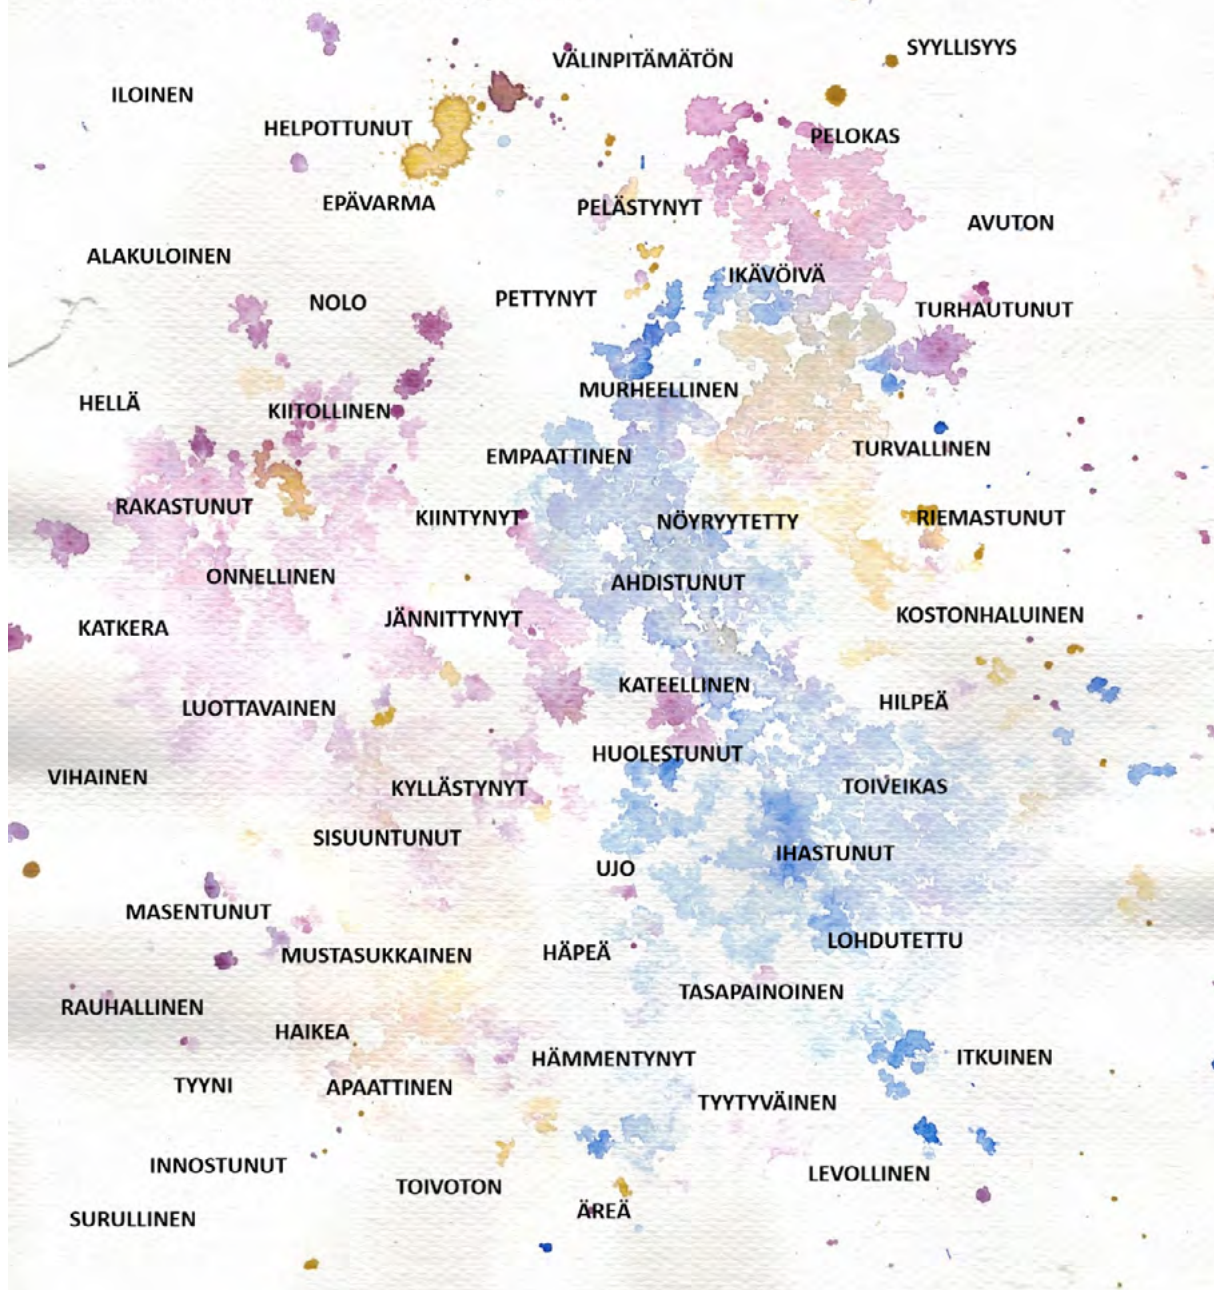 SYYLLISYYS
VÄLINPITÄMÄTÖN
ILOINEN
HELPOTTUNUT
PELOKAS
EPÄVARMA
PELÄSTYNYT
AVUTON
ALAKULOINEN
IKÄVÖIVÄ
NOLO
PETTYNYT
TURHAUTUNUT
MURHEELLINEN
HELLÄ
KIITOLLINEN
TURVALLINEN
EMPAATTINEN
RAKASTUNUT
KIINTYNYT
NÖYRYYTETTY
RIEMASTUNUT
ONNELLINEN
AHDISTUNUT
KOSTONHALUINEN
JÄNNITTYNYT
KATKERA
KATEELLINEN
HILPEÄ
LUOTTAVAINEN
HUOLESTUNUT
VIHAINEN
KYLLÄSTYNYT
TOIVEIKAS
SISUUNTUNUT
IHASTUNUT
UJO
MASENTUNUT
LOHDUTETTU
HÄPEÄ
MUSTASUKKAINEN
TASAPAINOINEN
RAUHALLINEN
HAIKEA
HÄMMENTYNYT
ITKUINEN
TYYNI
APAATTINEN
TYYTYVÄINEN
INNOSTUNUT
LEVOLLINEN
TOIVOTON
ÄREÄ
SURULLINEN